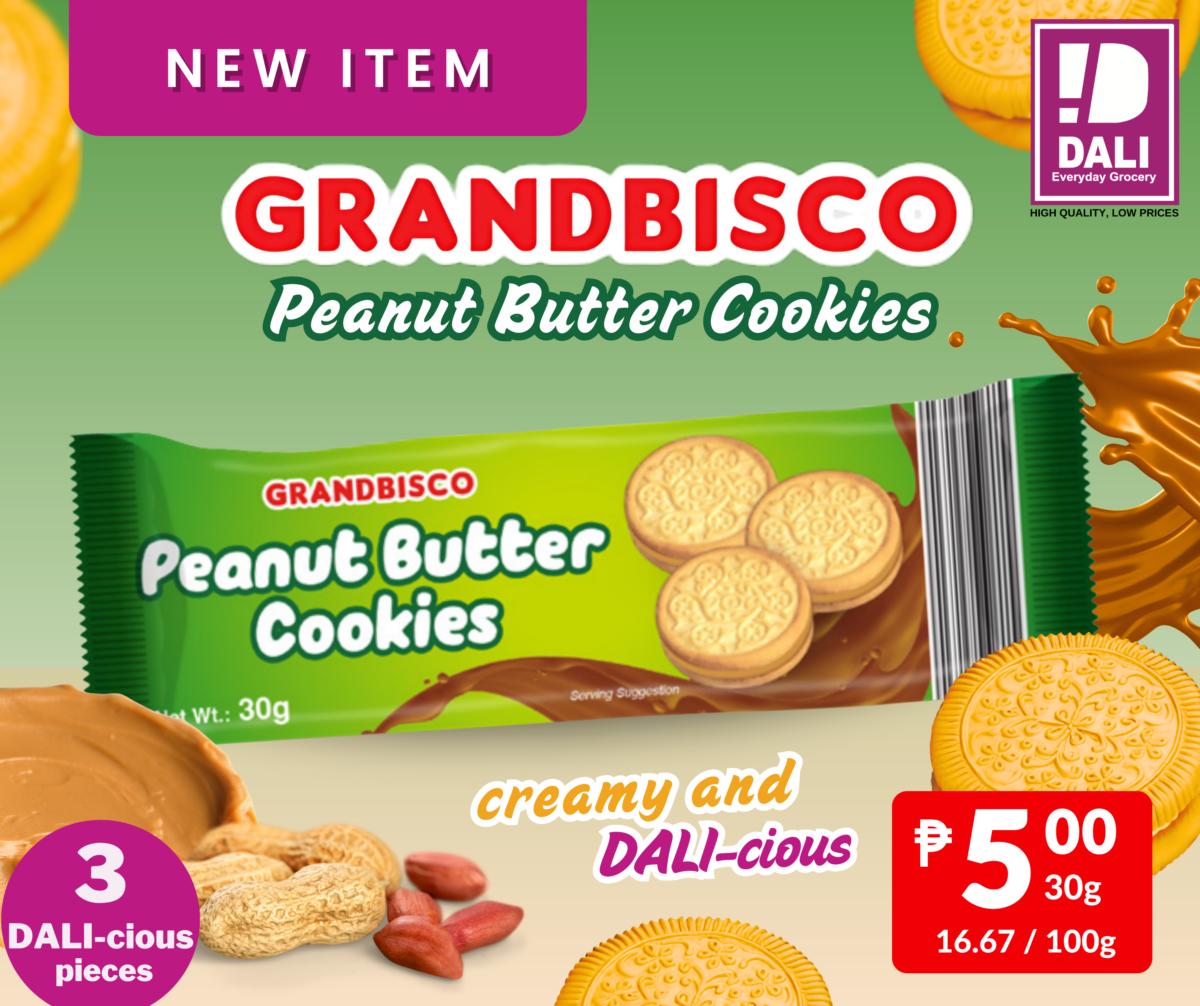 NEW ITEM
!D
DALI
Everyday Grocery
HIGH QUALITY, LOW PRICES
GRANDBISCO
Peanut Butter Cookies
GRANDBISCO
Peanut Butter
Cookies
Serving Suggestion
Net Wt.: 30g
creamy and
DALI-cious
3
DALI-cious
pieces
₱5 00
30g
16.67 / 100g